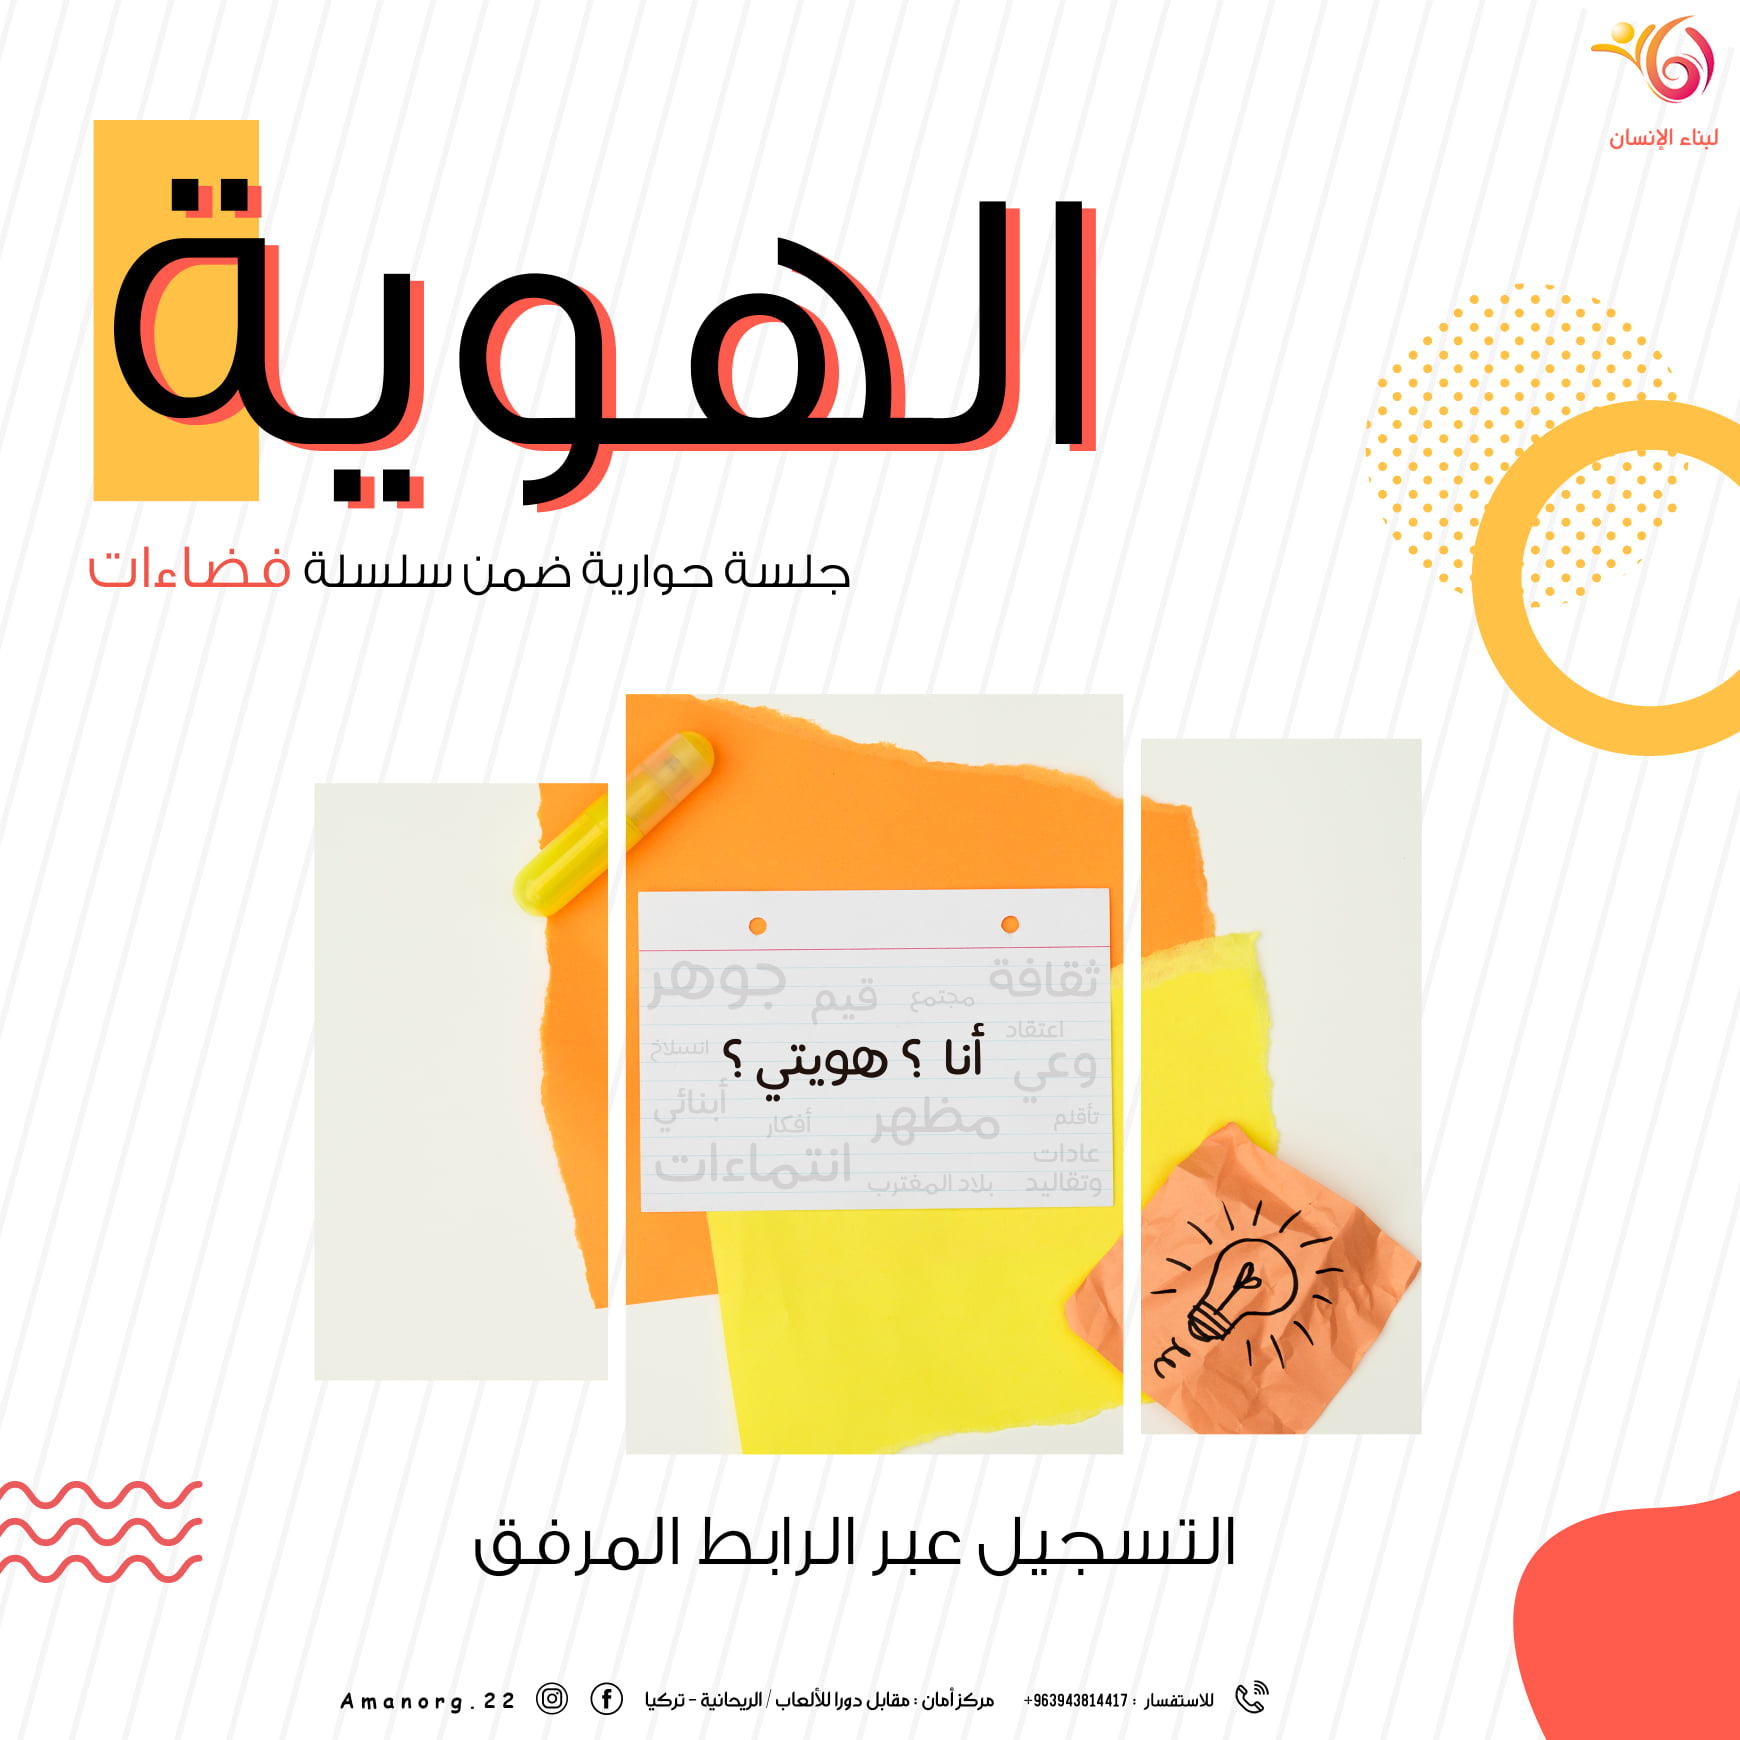 لبناء الإنسان
الهوية
جلسة حوارية ضمن سلسلة فضاءات
ثقافة مجتمع قيم جوهر
اعتقاد
أنا ؟ هويتي ؟
انسلاخ
وعي
أبنائي
تأقلم مظهر أفكار
عادات
انتماءات
وتقاليد بلاد المغترب
التسجيل عبر الرابط المرفق
للاستفسار : 963943814417+ مركز أمان : مقابل دورا للألعاب / الريحانية - تركيا Amanorg.22